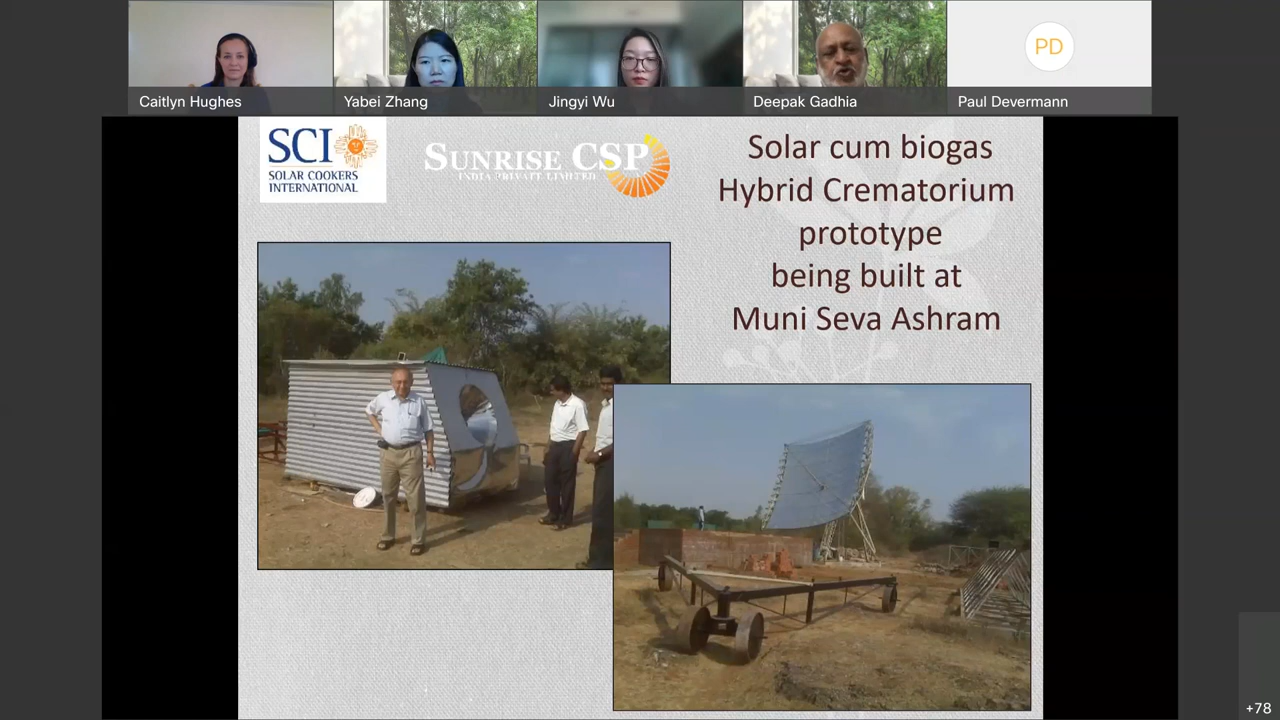 Caitlyn Hughes
Yabei Zhang
Jingyi Wu
Deepak Gadhia
PD
Paul Devermann
SCI
SOLAR COOKERS
INTERNATIONAL
SUNRISE CSP
INDIA PRIVATE LIMITED
Solar cum biogas
Hybrid Crematorium
prototype
being built at
Muni Seva Ashram
+78